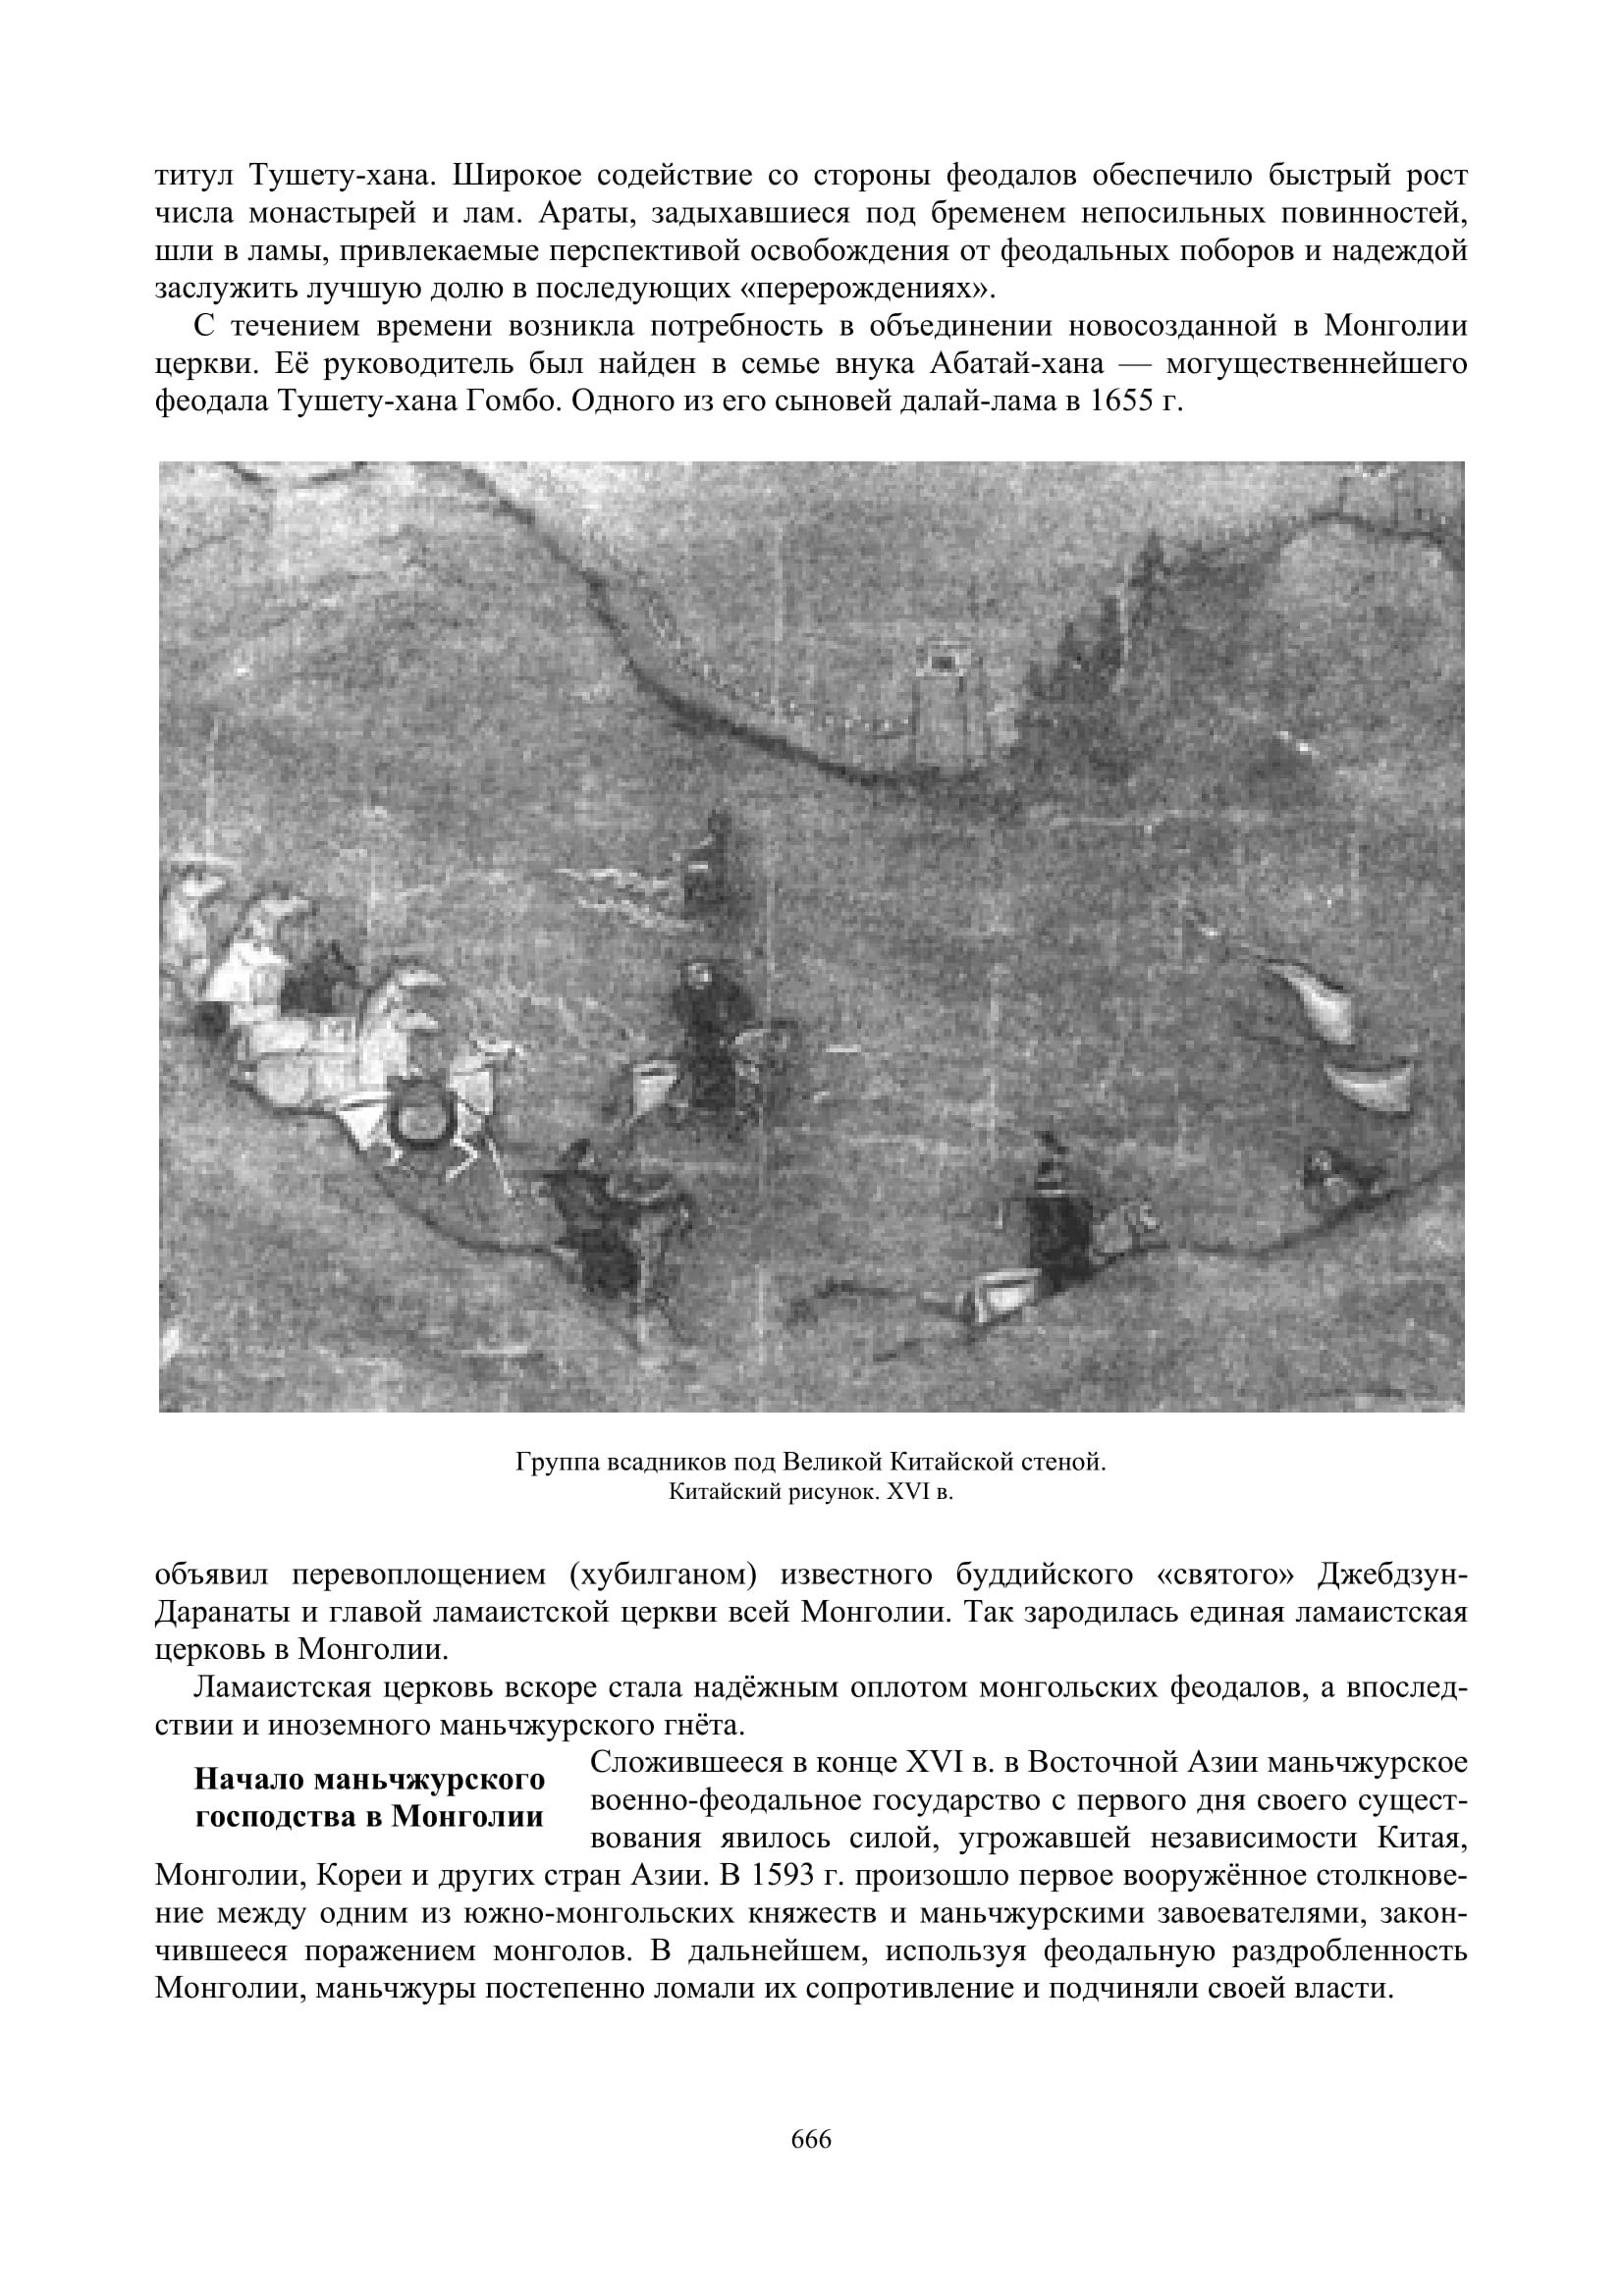 титул Тушету-хана. Широкое содействие со стороны феодалов обеспечило быстрый рост
числа монастырей и лам. Араты, задыхавшиеся под бременем непосильных повинностей,
шли в ламы, привлекаемые перспективой освобождения от феодальных поборов и надеждой
заслужить лучшую долю в последующих «перерождениях».
С течением времени возникла потребность в объединении новосозданной в Монголии
церкви. Её руководитель был найден в семье внука Абатай-хана — могущественнейшего
феодала Тушету-хана Гомбо. Одного из его сыновей далай-лама в 1655 г.
Группа всадников под Великой Китайской стеной.
Китайский рисунок. XVI в.
объявил перевоплощением (хубилганом) известного буддийского «святого» Джебдзун-
Даранаты и главой ламаистской церкви всей Монголии. Так зародилась единая ламаистская
церковь в Монголии.
Ламаистская церковь вскоре стала надёжным оплотом монгольских феодалов, а впослед-
ствии и иноземного маньчжурского гнёта.
Начало маньчжурского
господства в Монголии
Сложившееся в конце XVI в. в Восточной Азии маньчжурское
военно-феодальное государство с первого дня своего сущест-
вования явилось силой, угрожавшей независимости Китая,
Монголии, Кореи и других стран Азии. В 1593 г. произошло первое вооружённое столкнове-
ние между одним из южно-монгольских княжеств и маньчжурскими завоевателями, закон-
чившееся поражением монголов. В дальнейшем, используя феодальную раздробленность
Монголии, маньчжуры постепенно ломали их сопротивление и подчиняли своей власти.
666